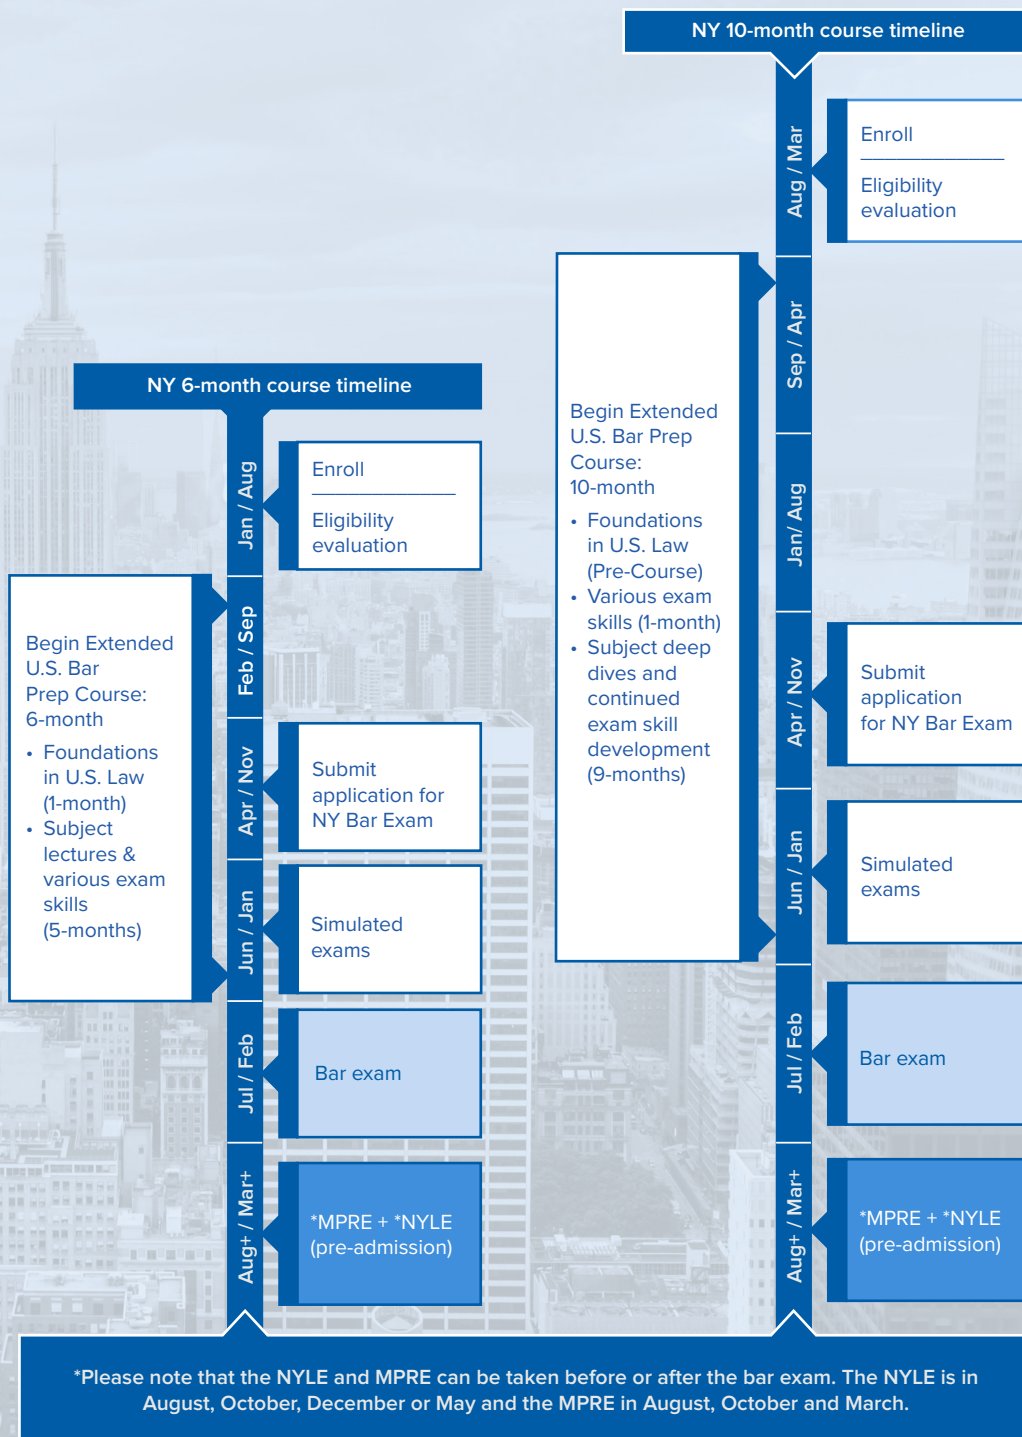 NY 10-month course timeline
Aug / Mar
Enroll
Eligibility
evaluation
Sep / Apr
Begin Extended
U.S. Bar Prep
Course:
10-month
• Foundations
in U.S. Law
(Pre-Course)
• Various exam
skills (1-month)
• Subject deep
dives and
continued
exam skill
development
(9-months)
Jan/ Aug
Apr / Nov
Submit
application
for NY Bar Exam
Jun / Jan
Simulated
exams
Jul / Feb
Bar exam
Aug+ / Mar+
*MPRE + *NYLE
(pre-admission)
NY 6-month course timeline
Jan / Aug
Enroll
Eligibility
evaluation
Feb / Sep
Begin Extended
U.S. Bar
Prep Course:
6-month
• Foundations
in U.S. Law
(1-month)
• Subject
lectures &
various exam
skills
(5-months)
Apr / Nov
Submit
application for
NY Bar Exam
Jun / Jan
Simulated
exams
Jul / Feb
Bar exam
Aug+ / Mar+
*MPRE + *NYLE
(pre-admission)
*Please note that the NYLE and MPRE can be taken before or after the bar exam. The NYLE is in
August, October, December or May and the MPRE in August, October and March.